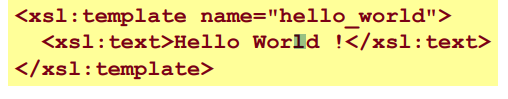 <xsl:template name="hello_world">
  <xsl:text>Hello World !</xsl:text>
</xsl:template>